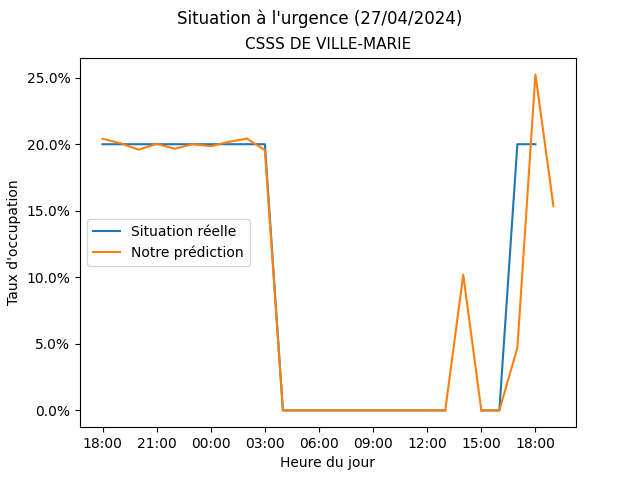 Situation à l'urgence (27/04/2024)
CSSS DE VILLE-MARIE
25.0%
20.0%
15.0%
10.0%
5.0%
0.0%
Taux d'occupation
Situation réelle
Notre prédiction
18:00 21:00 00:00 03:00 06:00 09:00 12:00 15:00 18:00
Heure du jour